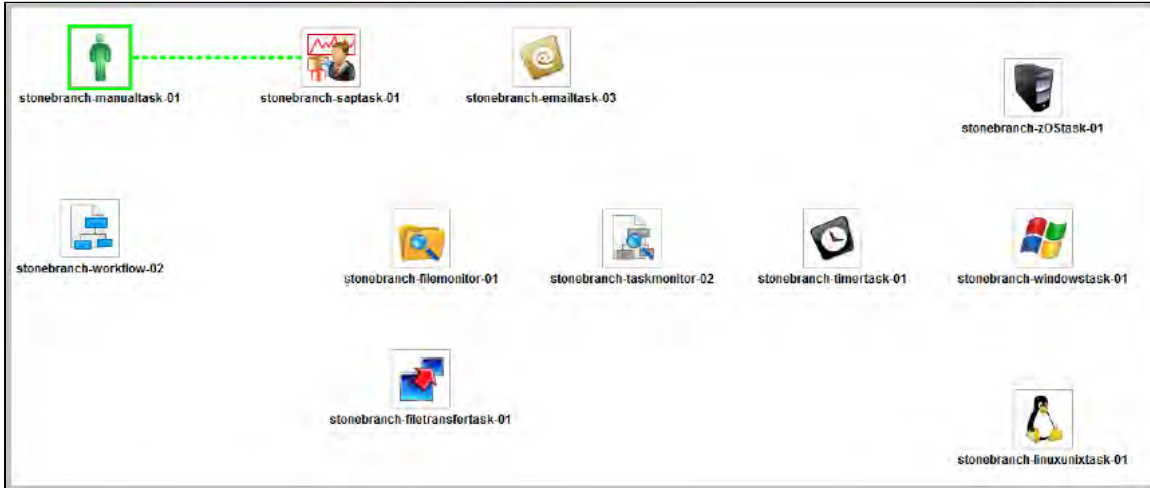 stonebranch-manualtask-01
stonebranch-saptask-01
stonebranch-emailtask-03
stonebranch-zOStask-01
stonebranch-workflow-02
stonebranch-filemonitor-01
stonebranch-taskmonitor-02
stonebranch-timertask-01
stonebranch-windowstask-01
stonebranch-filetransfertask-01
stonebranch-linuxunixtask-01